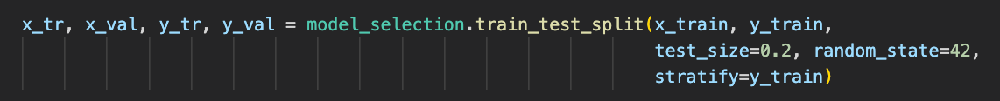 x_tr, x_val, y_tr, y_val = model_selection.train_test_split(x_train, y_train,
test_size=0.2, random_state=42,
stratify=y_train)